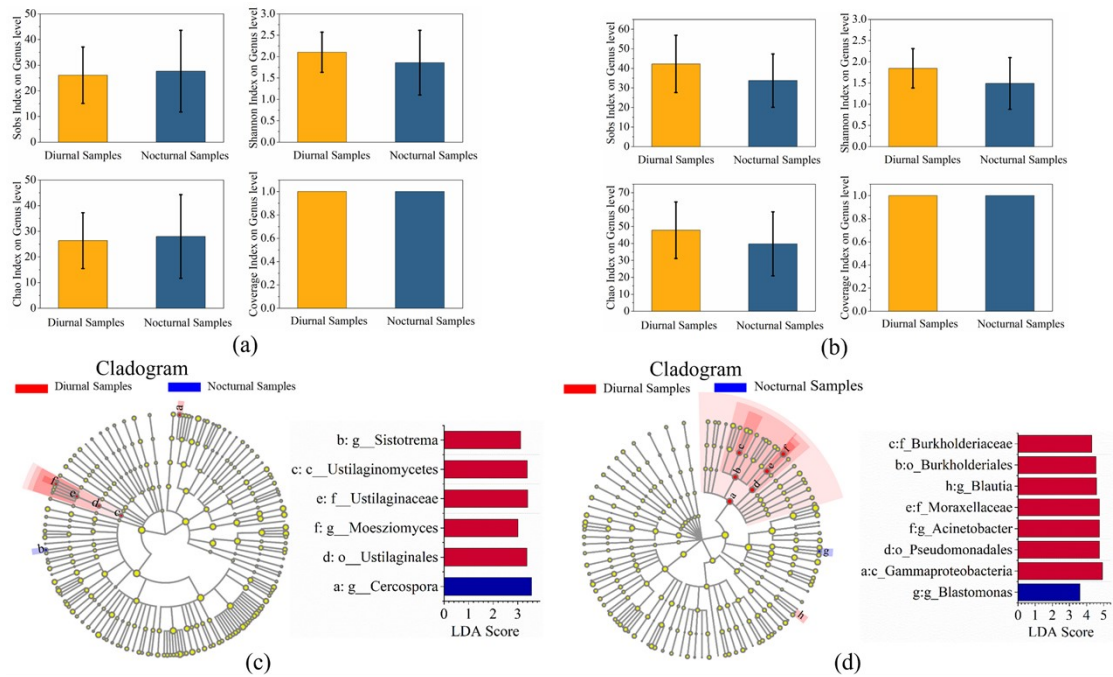 50
40
30
20
10
0
Sobs Index on Genus level
Diurnal Samples
Nocturnal Samples
3.0
2.5
2.0
1.5
1.0
0.5
0.0
Shannon Index on Genus level
Diurnal Samples
Nocturnal Samples
50
40
30
20
10
0
Chao Index on Genus level
Diurnal Samples
Nocturnal Samples
1.0
0.8
0.6
0.4
0.2
0.0
Coverage Index on Genus level
Diurnal Samples
Nocturnal Samples
(a)
60
50
40
30
20
10
0
Sobs Index on Genus level
Diurnal Samples
Nocturnal Samples
3.0
2.5
2.0
1.5
1.0
0.5
0.0
Shannon Index on Genus level
Diurnal Samples
Nocturnal Samples
70
60
50
40
30
20
10
0
Chao Index on Genus level
Diurnal Samples
Nocturnal Samples
1.0
0.8
0.6
0.4
0.2
0.0
Coverage Index on Genus level
Diurnal Samples
Nocturnal Samples
(b)
Cladogram
Diurnal Samples
Nocturnal Samples
a
f
e
d
c
b
b: g__Sistotrema
c: c__Ustilaginomycetes
e: f__Ustilaginaceae
f: g__Moesziomyces
d: o__Ustilaginales
a: g__Cercospora
0 1 2 3
LDA Score
(c)
Cladogram
Diurnal Samples
Nocturnal Samples
c
f
e
b
d
a
g
h
c:f_Burkholderiaceae
b:o_Burkholderiales
h:g_Blautia
e:f_Moraxellaceae
f:g_Acinetobacter
d:o_Pseudomonadales
a:c_Gammaproteobacteria
g:g_Blastomonas
0 1 2 3 4 5
LDA Score
(d)